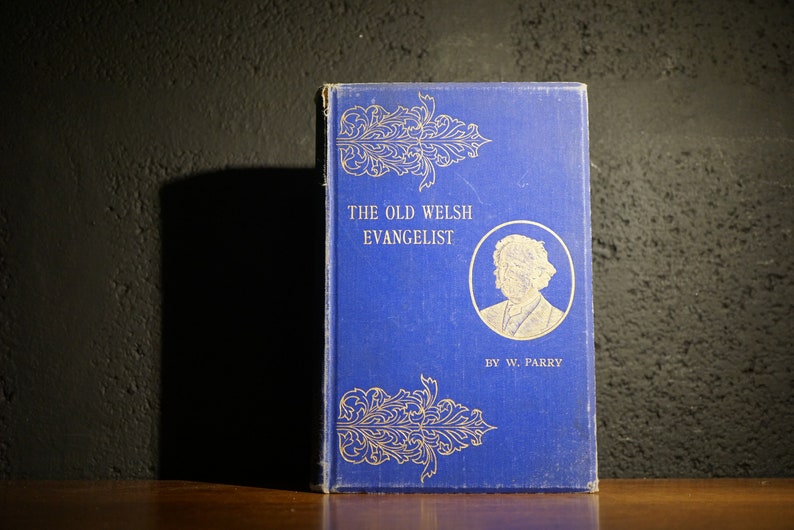 THE OLD WELSH
EVANGELIST
BY W. PARRY